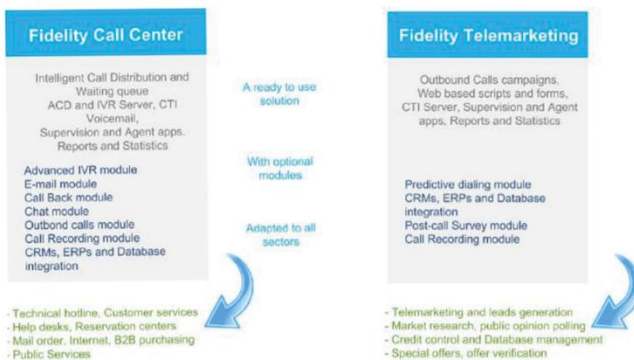 Fidelity Call Center
Intelligent Call Distribution and
Waiting queue
ACD and IVR Server, CTI
Voicemail,
Supervision and Agent apps.
Reports and Statistics
Advanced IVR module
E-mail module
Call Back module
Chat module
Outbond calls module
Call Recording module
CRMs, ERPs and Database
integration
- Technical hotline, Customer services
- Help desks, Reservation centers
- Mail order, Internet, B2B purchasing
- Public Services
A ready to use
solution
With optional
modules
Adapted to all
sectors
Fidelity Telemarketing
Outbound Calls campaigns,
Web based scripts and forms,
CTI Server, Supervision and Agent
apps, Reports and Statistics
Predictive dialing module
CRMs, ERPs and Database
integration
Post-call Survey module
Call Recording module
- Telemarketing and leads generation
- Market research, public opinion polling
- Credit control and Database management
- Special offers, offer verification